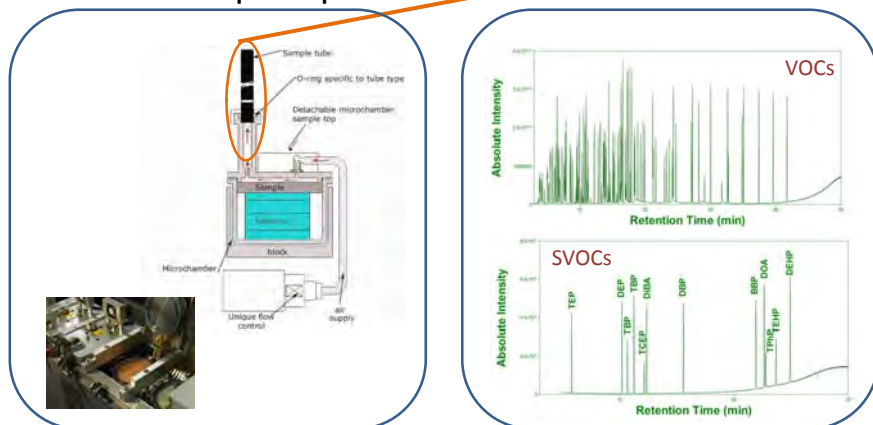 Sample tube
O-ring specific to tube type
Detachable microchamber
sample top
Sample
block
Microchamber
Unique flow
control
air
supply
VOCs
Absolute Intensity
Retention Time (min)
SVOCs
Absolute Intensity
TEP
DEP
TBP
TBP
TCEP
DIBA
DBP
BBP
DOA
TPhP
TEHP
DEHP
Retention Time (min)